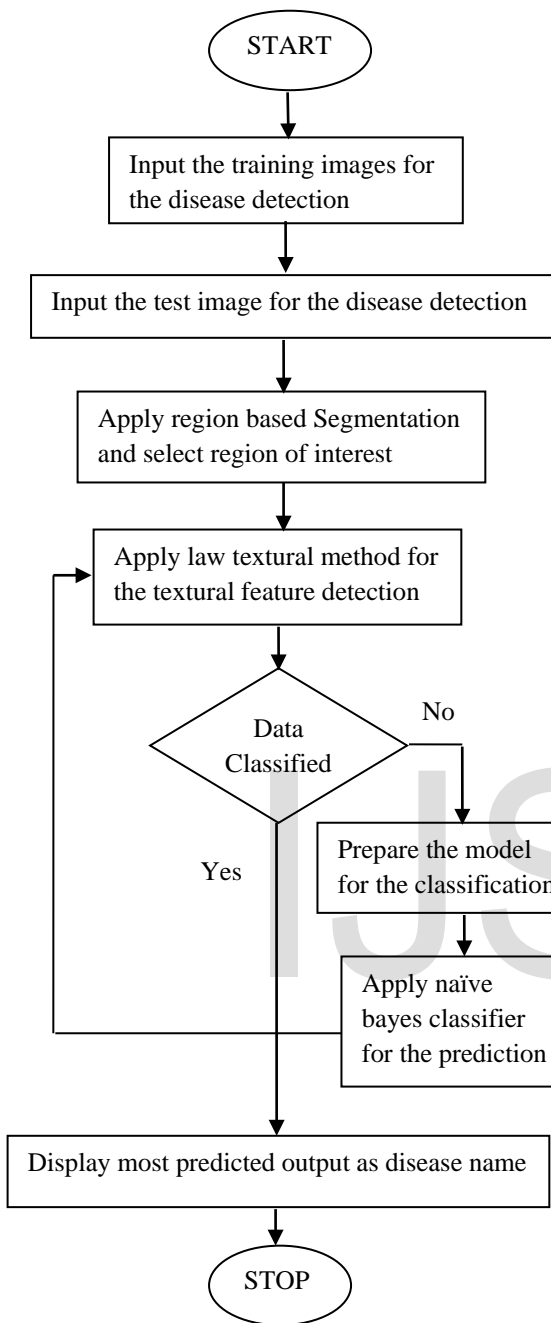 START
Input the training images for
the disease detection
Input the test image for the disease detection
Apply region based Segmentation
and select region of interest
Apply law textural method for
the textural feature detection
Data
Classified
No
Yes
Prepare the model
for the classification
Apply naïve
bayes classifier
for the prediction
Display most predicted output as disease name
STOP
IJS